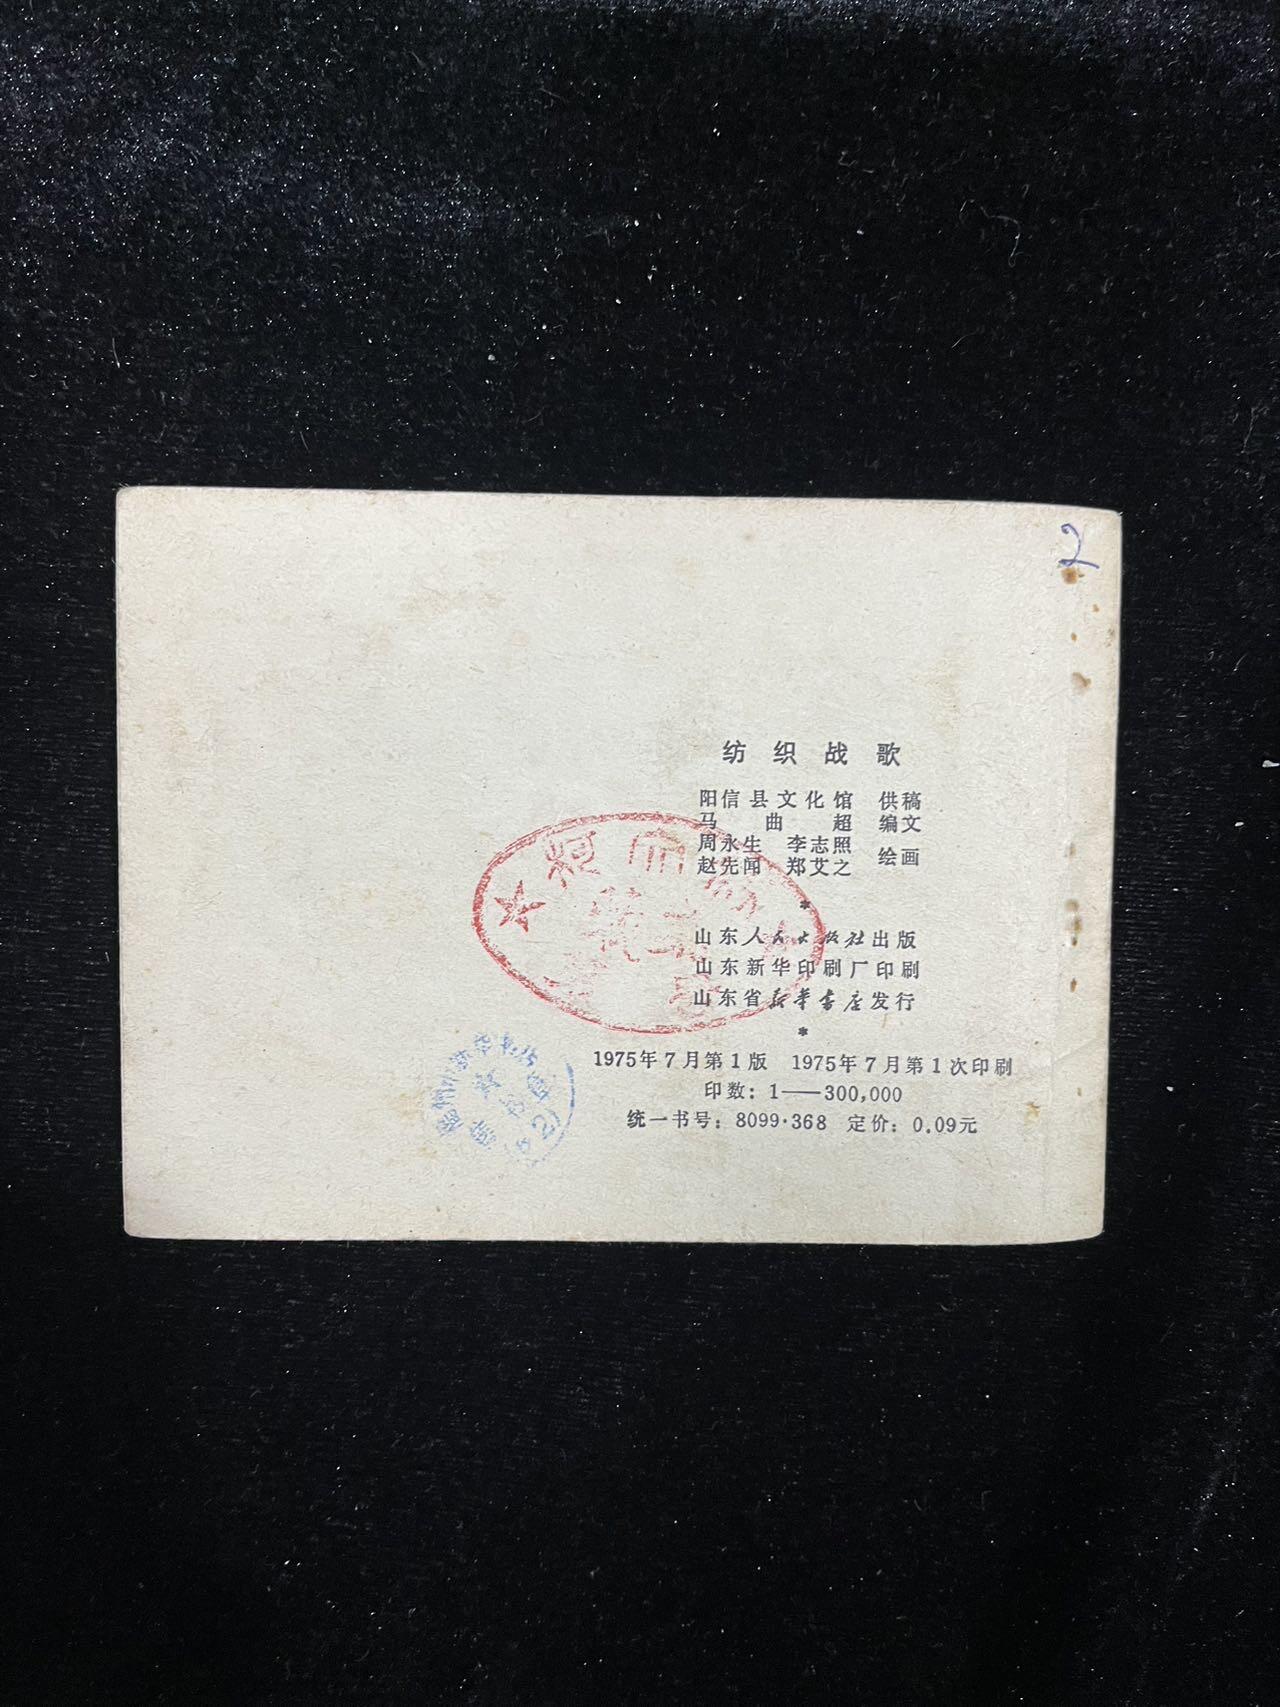 2
纺织战歌
阳信县文化馆 供稿
马曲超 编文
周永生 李志照
赵先闻 郑艾之 绘画
*
山东人民出版社出版
山东新华印刷厂印刷
山东省新华书店发行
*
1975年7月第1版 1975年7月第1次印刷
印数：1—300,000
统一书号：8099·368 定价：0.09元